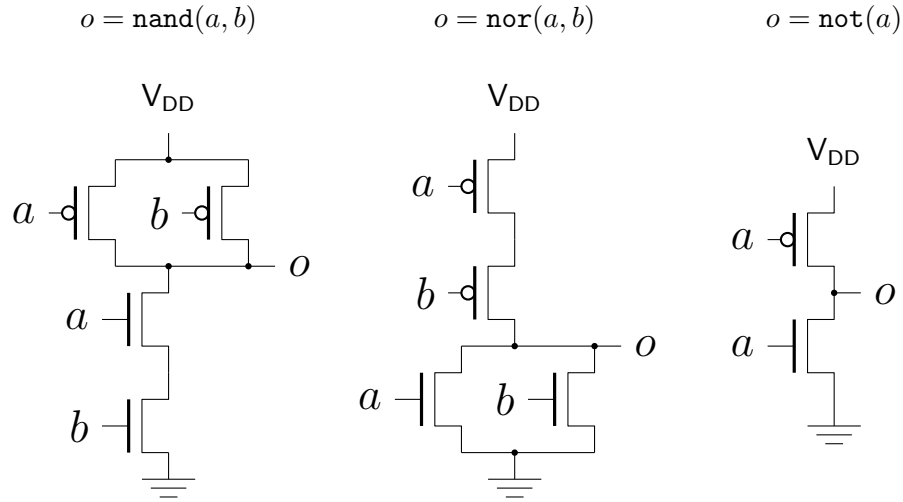 o = nand(a, b)
o = nor(a, b)
o = not(a)
V_DD
a
b
o
a
b
V_DD
a
b
o
a
b
V_DD
a
o
a